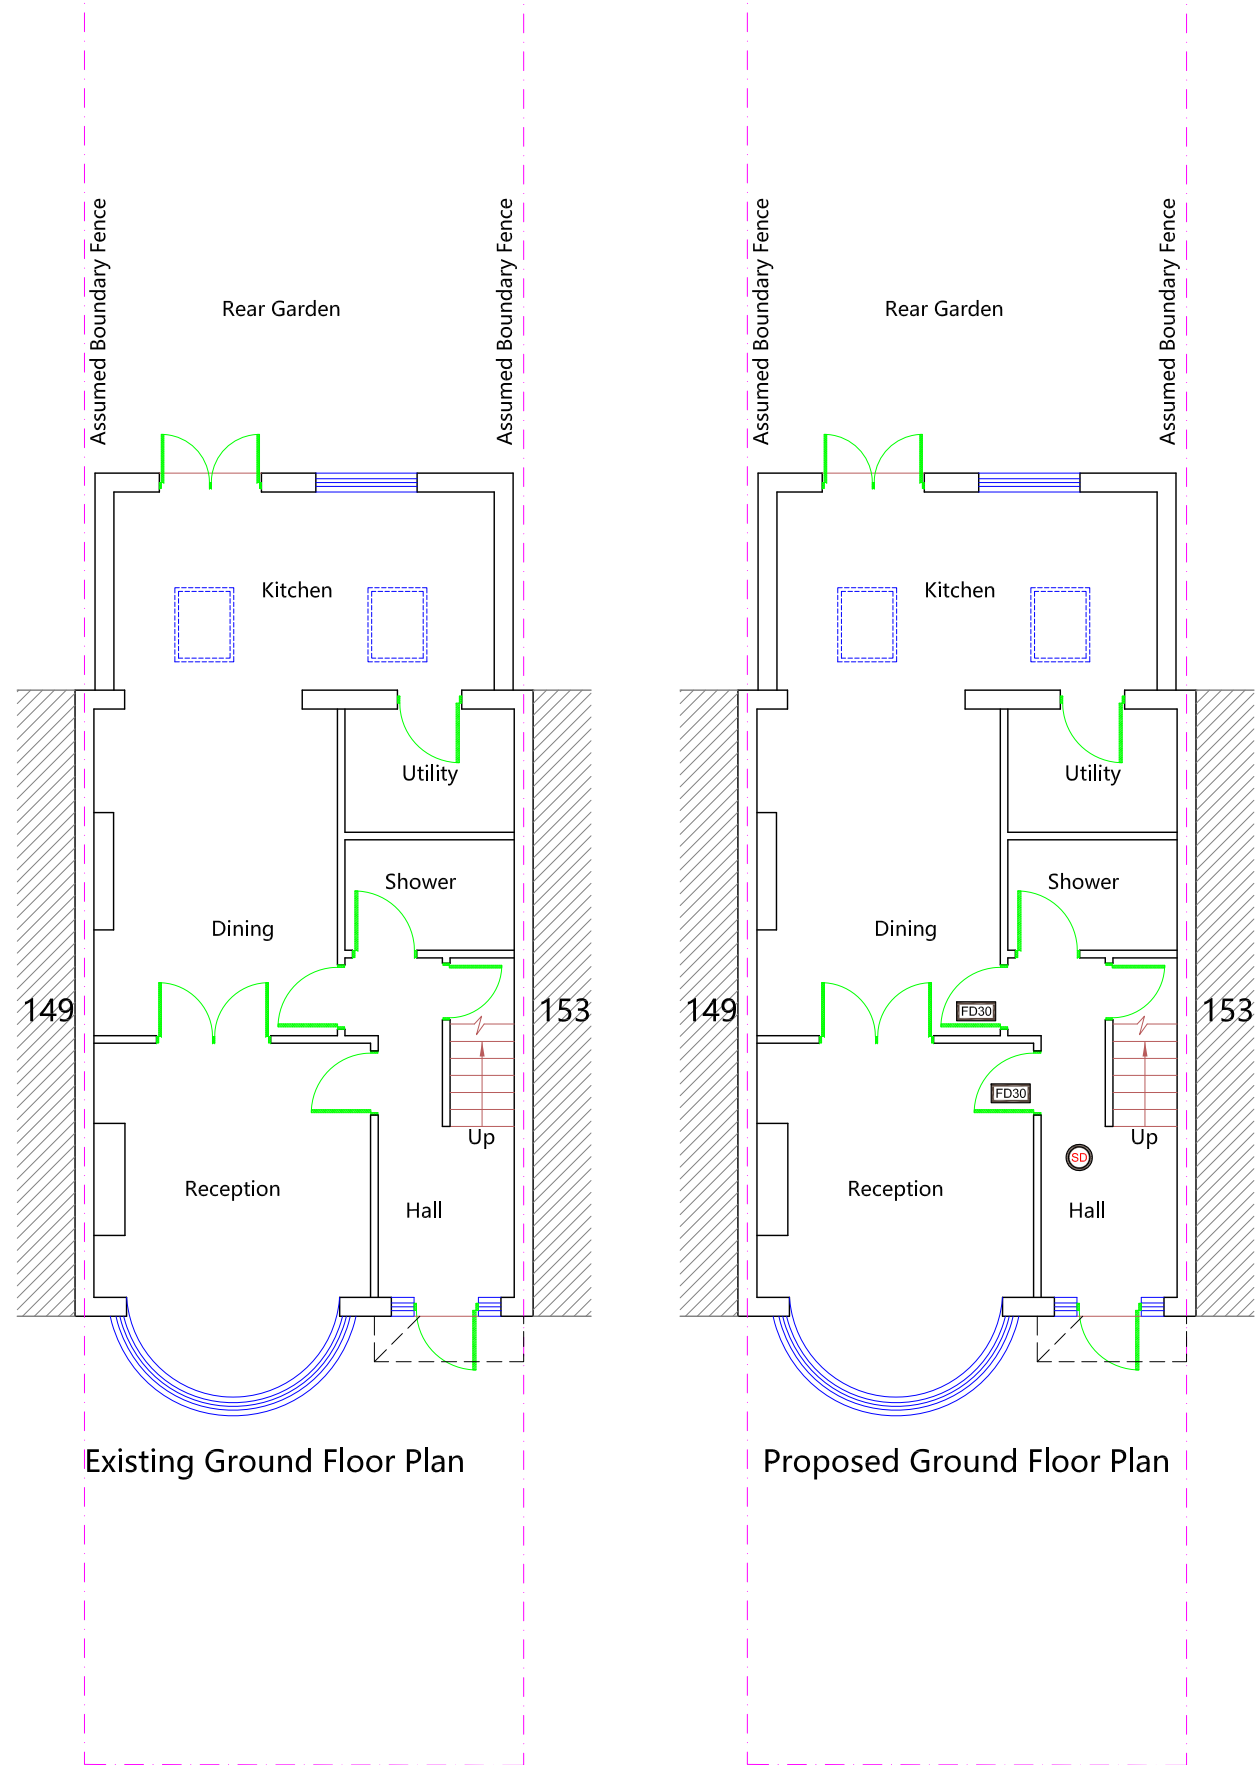 Assumed Boundary Fence
Assumed Boundary Fence
Rear Garden
Kitchen
Utility
Shower
Dining
149
153
Up
Reception
Hall
Existing Ground Floor Plan
Assumed Boundary Fence
Assumed Boundary Fence
Rear Garden
Kitchen
Utility
Shower
Dining
149
FD30
153
FD30
Up
SD
Reception
Hall
Proposed Ground Floor Plan